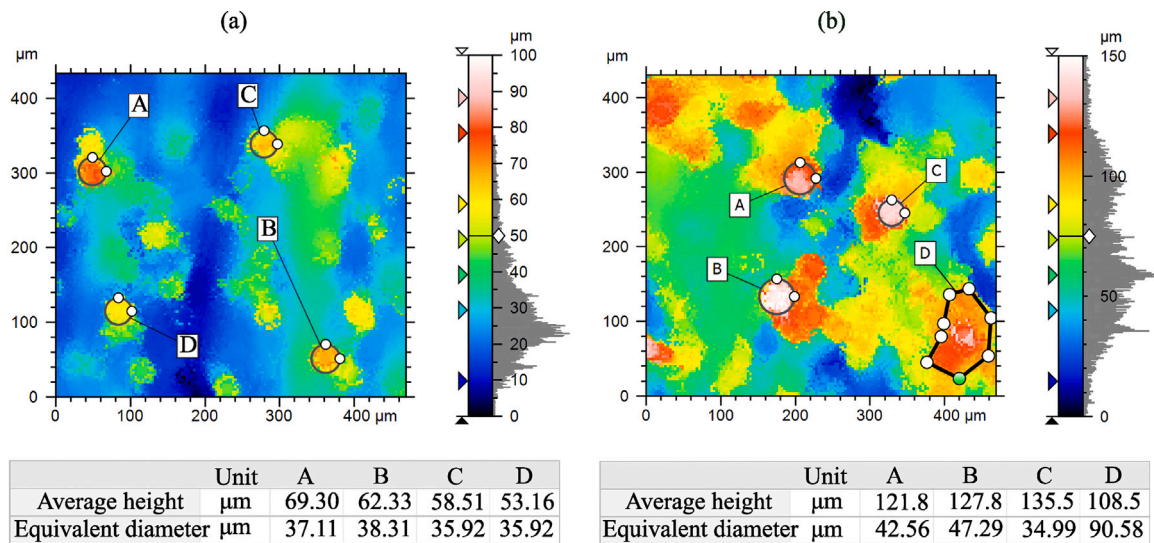 (a)
(b)
µm
µm
µm
µm
400
300
200
100
0
0
100
200
300
400
µm
A
C
B
D
100
90
80
70
60
50
40
30
20
10
0
400
300
200
100
0
0
100
200
300
400
µm
A
C
B
D
150
100
50
0
Unit A B C D
Average height µm 69.30 62.33 58.51 53.16
Equivalent diameter µm 37.11 38.31 35.92 35.92
Unit A B C D
Average height µm 121.8 127.8 135.5 108.5
Equivalent diameter µm 42.56 47.29 34.99 90.58